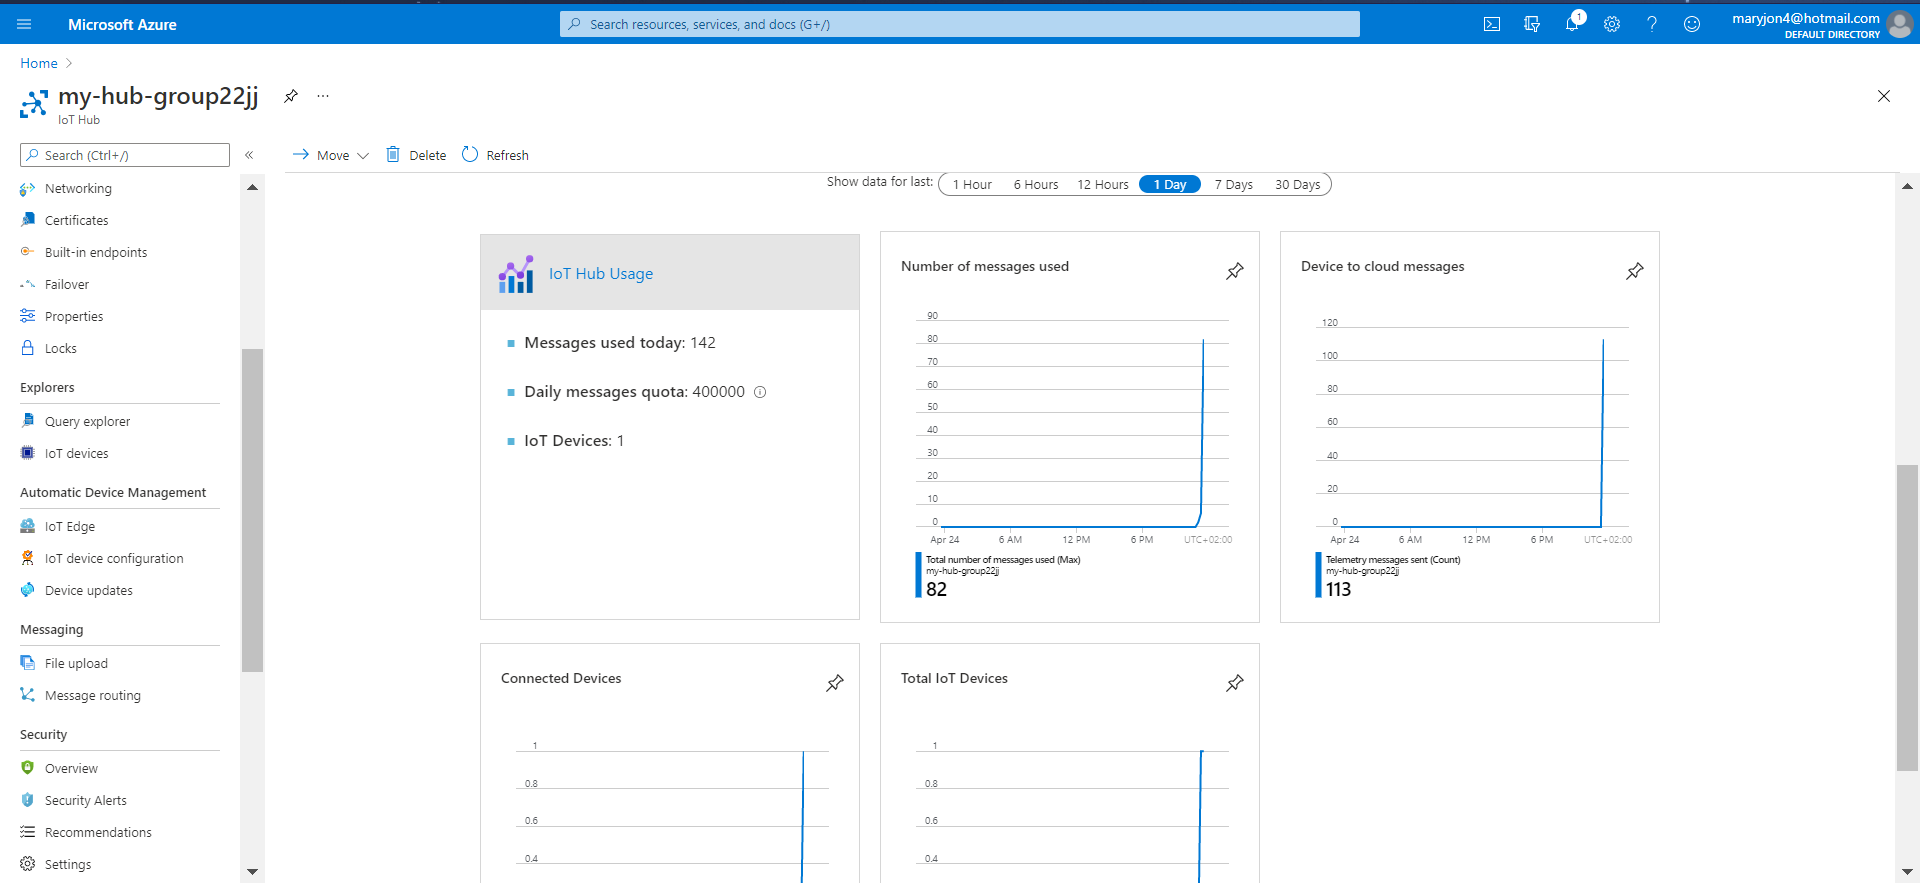 Microsoft Azure
Search resources, services, and docs (G+/)
1
maryjon4@hotmail.com
DEFAULT DIRECTORY
Home
my-hub-group22jj
...
IoT Hub
Search (Ctrl+/)
«
Move
Delete
Refresh
Networking
Certificates
Built-in endpoints
Failover
Properties
Locks
Explorers
Query explorer
IoT devices
Automatic Device Management
IoT Edge
IoT device configuration
Device updates
Messaging
File upload
Message routing
Security
Overview
Security Alerts
Recommendations
Settings
Show data for last: 1 Hour 6 Hours 12 Hours 1 Day 7 Days 30 Days
IoT Hub Usage
Messages used today: 142
Daily messages quota: 400000
IoT Devices: 1
Number of messages used
90
80
70
60
50
40
30
20
10
0
Apr 24 6 AM 12 PM 6 PM UTC+02:00
Total number of messages used (Max)
my-hub-group22jj
82
Device to cloud messages
120
100
80
60
40
20
0
Apr 24 6 AM 12 PM 6 PM UTC+02:00
Telemetry messages sent (Count)
my-hub-group22jj
113
Connected Devices
1
0.8
0.6
0.4
Total IoT Devices
1
0.8
0.6
0.4